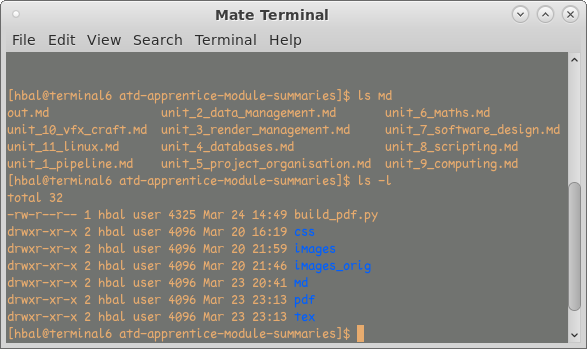 Mate Terminal
File Edit View Search Terminal Help
[hbal@terminal6 atd-apprentice-module-summaries]$ ls md
out.md unit_2_data_management.md unit_6_maths.md
unit_10_vfx_craft.md unit_3_render_management.md unit_7_software_design.md
unit_11_linux.md unit_4_databases.md unit_8_scripting.md
unit_1_pipeline.md unit_5_project_organisation.md unit_9_computing.md
[hbal@terminal6 atd-apprentice-module-summaries]$ ls -l
total 32
-rw-r--r-- 1 hbal user 4325 Mar 24 14:49 build_pdf.py
drwxr-xr-x 2 hbal user 4096 Mar 20 16:19 css
drwxr-xr-x 2 hbal user 4096 Mar 20 21:59 images
drwxr-xr-x 2 hbal user 4096 Mar 20 21:46 images_orig
drwxr-xr-x 2 hbal user 4096 Mar 23 20:41 md
drwxr-xr-x 2 hbal user 4096 Mar 23 23:13 pdf
drwxr-xr-x 2 hbal user 4096 Mar 23 23:13 tex
[hbal@terminal6 atd-apprentice-module-summaries]$